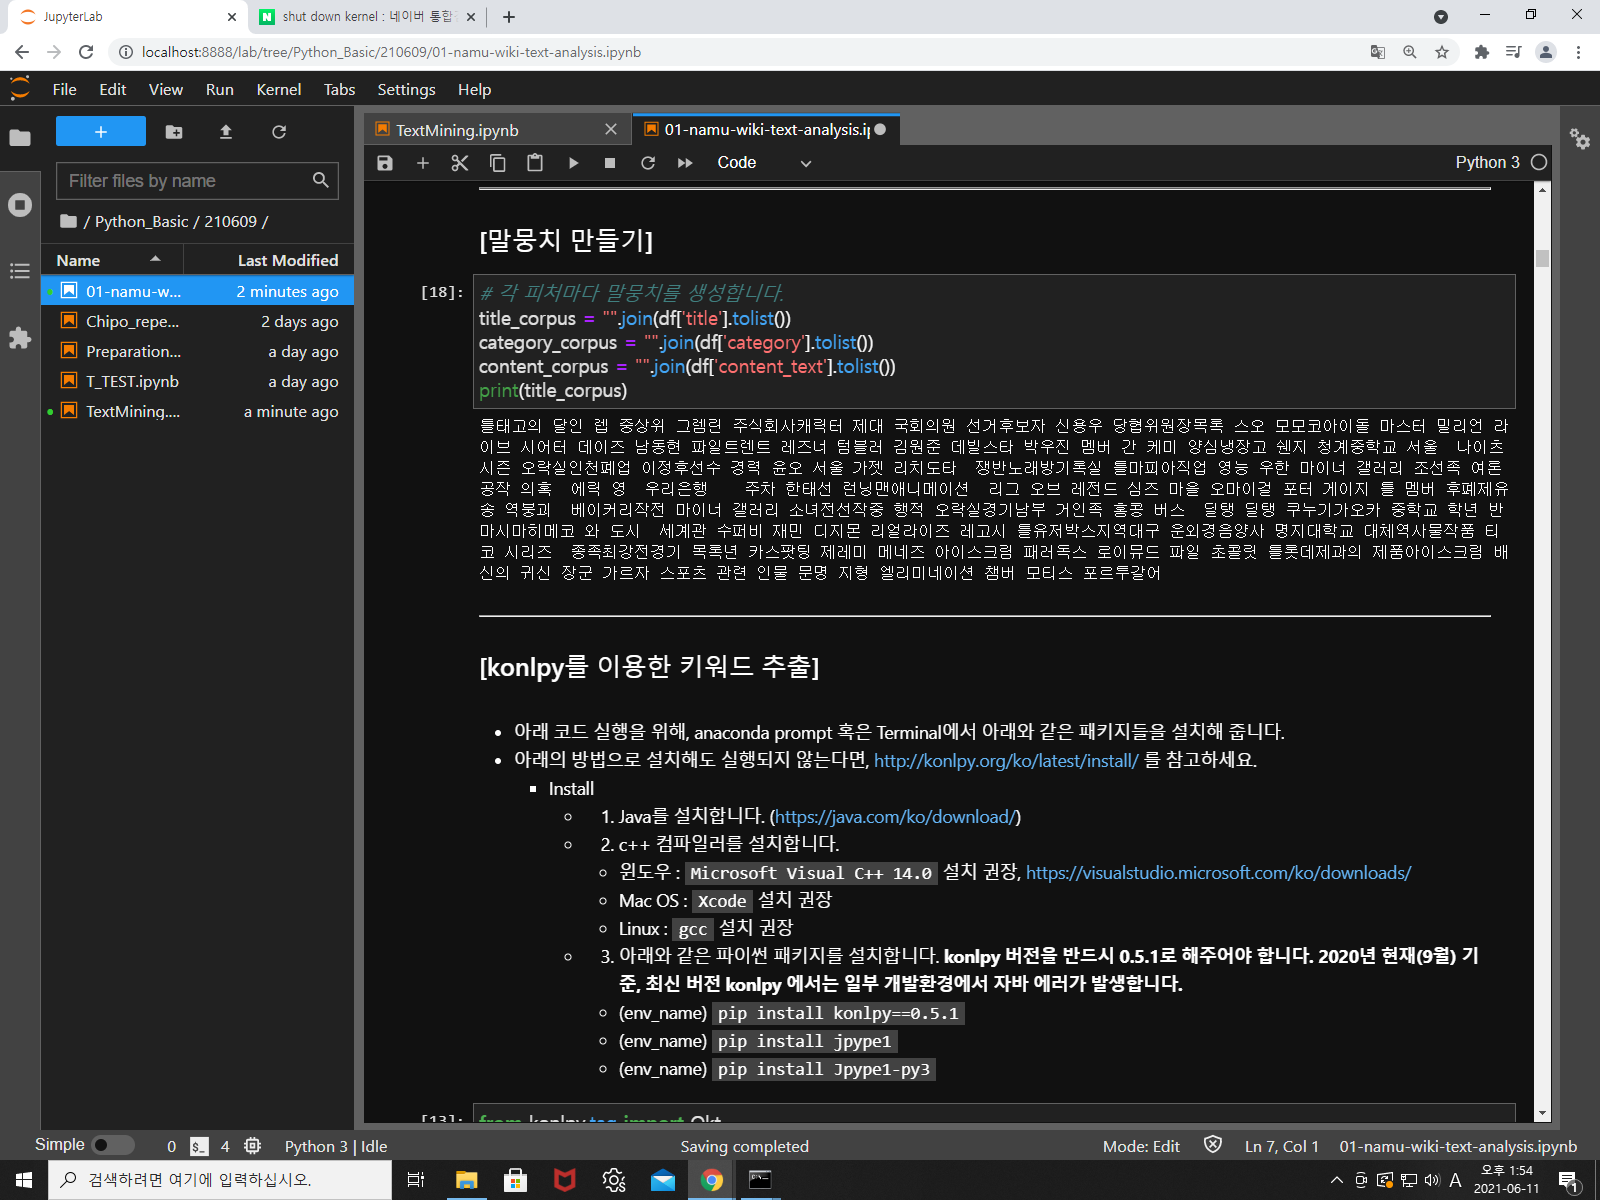 JupyterLab
shut down kernel : 네이버 통합
localhost:8888/lab/tree/Python_Basic/210609/01-namu-wiki-text-analysis.ipynb
File Edit View Run Kernel Tabs Settings Help
TextMining.ipynb
01-namu-wiki-text-analysis.i
Code
Python 3
Filter files by name
/ Python_Basic / 210609 /
Name Last Modified
01-namu-w... 2 minutes ago
Chipo_repe... 2 days ago
Preparation... a day ago
T_TEST.ipynb a day ago
TextMining.... a minute ago
[말뭉치 만들기]
[18]:
# 각 피처마다 말뭉치를 생성합니다.
title_corpus = "".join(df['title'].tolist())
category_corpus = "".join(df['category'].tolist())
content_corpus = "".join(df['content_text'].tolist())
print(title_corpus)
틀태고의 달인 렙 중상위 그렘린 주식회사캐릭터 제대 국회의원 선거후보자 신용우 당협위원장목록 스오 모모코아이돌 마스터 밀리언 라
이브 시어터 데이즈 남동현 파일트렌트 레즈너 텀블러 김원준 데빌스타 박우진 멤버 간 케미 양심냉장고 쉔지 청계중학교 서울 나이츠
시즌 오락실인천폐업 이정후선수 경력 윤오 서울 가젯 리치도타 쟁반노래방기록실 틀마피아직업 영능 우한 마이너 갤러리 조선족 여론
공작 의혹 에릭 영 우리은행 주차 한태선 런닝맨애니메이션 리그 오브 레전드 심즈 마을 오마이걸 포터 게이지 틀 멤버 후폐제유
송 역붕괴 베이커리작전 마이너 갤러리 소녀전선작중 행적 오락실경기남부 거인족 홍콩 버스 딜탱 딜탱 쿠누기가오카 중학교 학년 반
마시마히메코 와 도시 세계관 수퍼비 재민 디지몬 리얼라이즈 레고시 틀유저박스지역대구 운외경음양사 명지대학교 대체역사물작품 티
코 시리즈 종족최강전경기 목록년 카스팟팅 제레미 메네즈 아이스크림 패러독스 로이뮤드 파일 초콜릿 틀롯데제과의 제품아이스크림 배
신의 귀신 장군 가르자 스포츠 관련 인물 문명 지형 엘리미네이션 챔버 모티스 포르투갈어
[konlpy를 이용한 키워드 추출]
아래 코드 실행을 위해, anaconda prompt 혹은 Terminal에서 아래와 같은 패키지들을 설치해 줍니다.
아래의 방법으로 설치해도 실행되지 않는다면, http://konlpy.org/ko/latest/install/ 를 참고하세요.
Install
1. Java를 설치합니다. (https://java.com/ko/download/)
2. c++ 컴파일러를 설치합니다.
윈도우 : Microsoft Visual C++ 14.0 설치 권장, https://visualstudio.microsoft.com/ko/downloads/
Mac OS : Xcode 설치 권장
Linux : gcc 설치 권장
3. 아래와 같은 파이썬 패키지를 설치합니다. konlpy 버전을 반드시 0.5.1로 해주어야 합니다. 2020년 현재(9월) 기
준, 최신 버전 konlpy 에서는 일부 개발환경에서 자바 에러가 발생합니다.
(env_name) pip install konlpy==0.5.1
(env_name) pip install jpype1
(env_name) pip install Jpype1-py3
[13]: from konlpy.tag import Okt
Simple 0 4 Python 3 | Idle Saving completed Mode: Edit Ln 7, Col 1 01-namu-wiki-text-analysis.ipynb
검색하려면 여기에 입력하십시오.
A
오후 1:54
2021-06-11
1